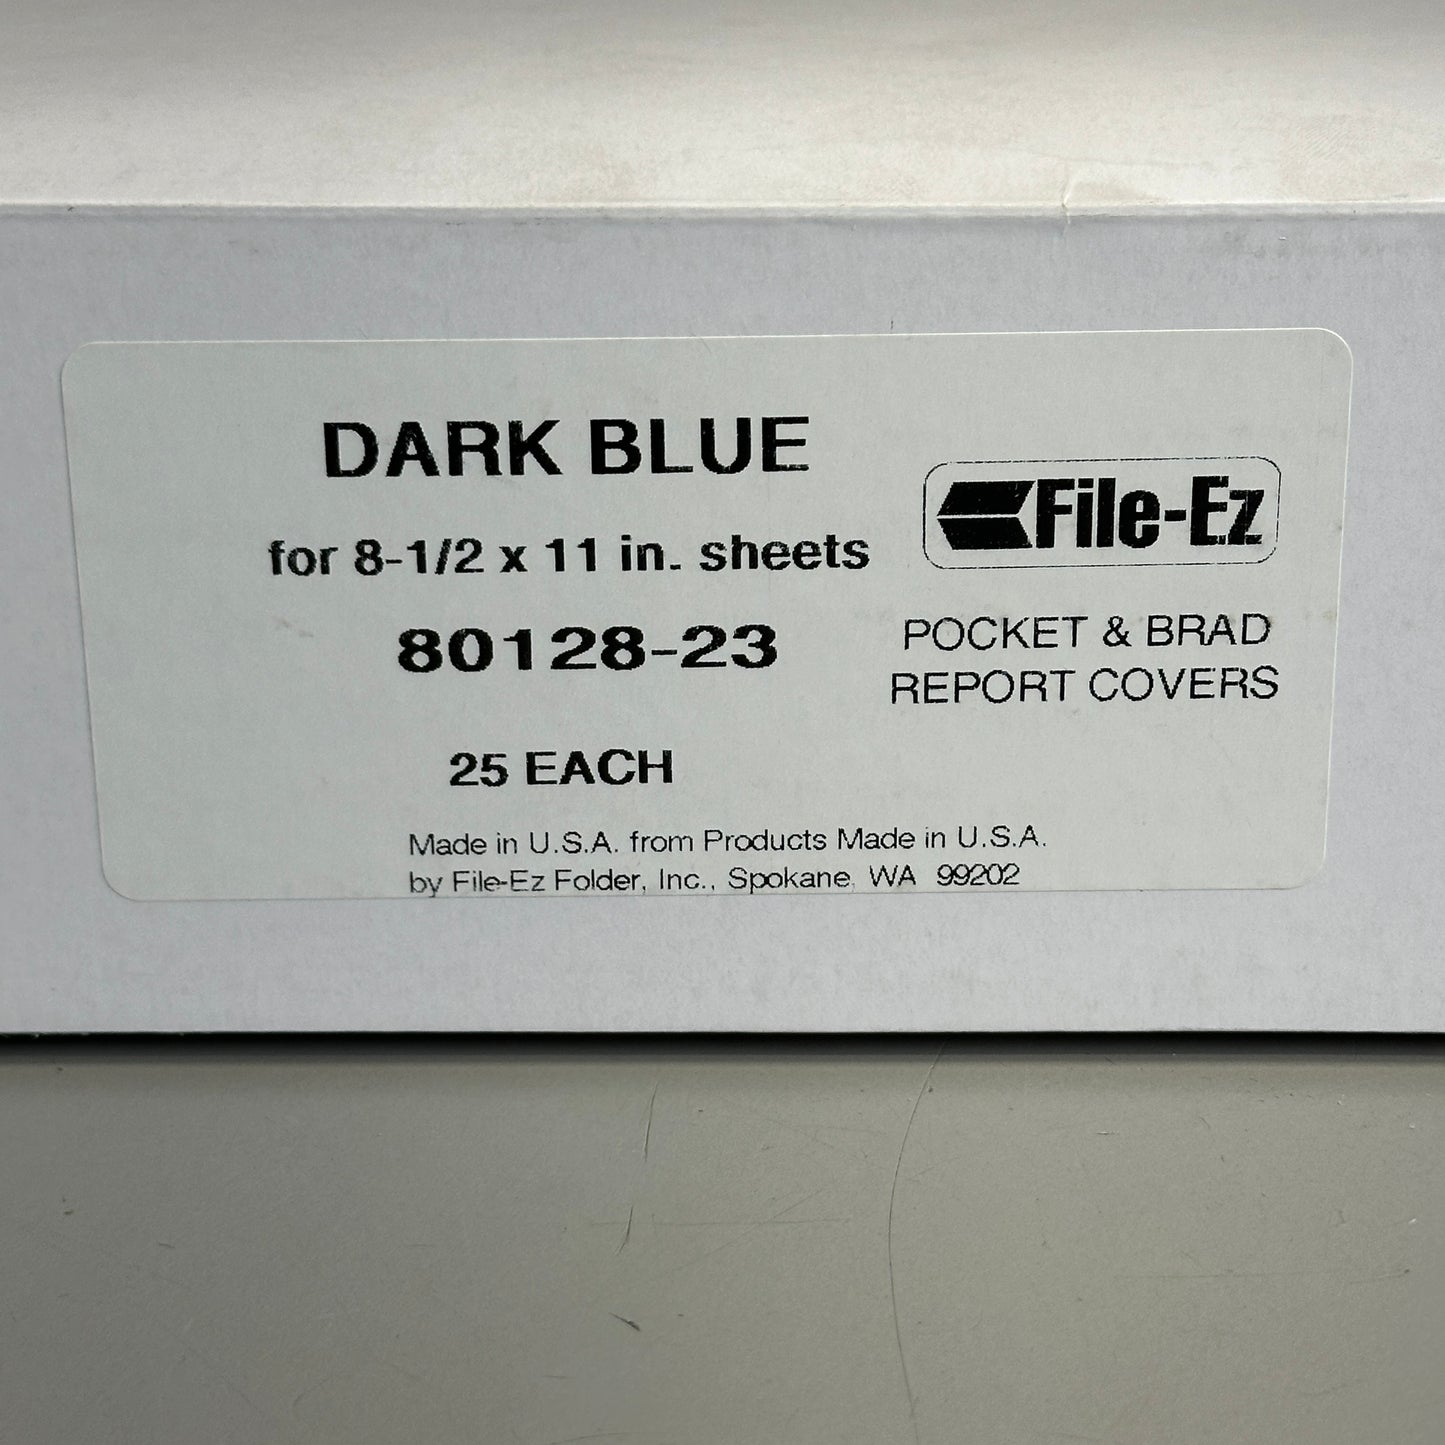 DARK BLUE
for 8-1/2 x 11 in. sheets
80128-23
25 EACH
File-Ez
POCKET & BRAD
REPORT COVERS
Made in U.S.A. from Products Made in U.S.A.
by File-Ez Folder, Inc., Spokane, WA 99202